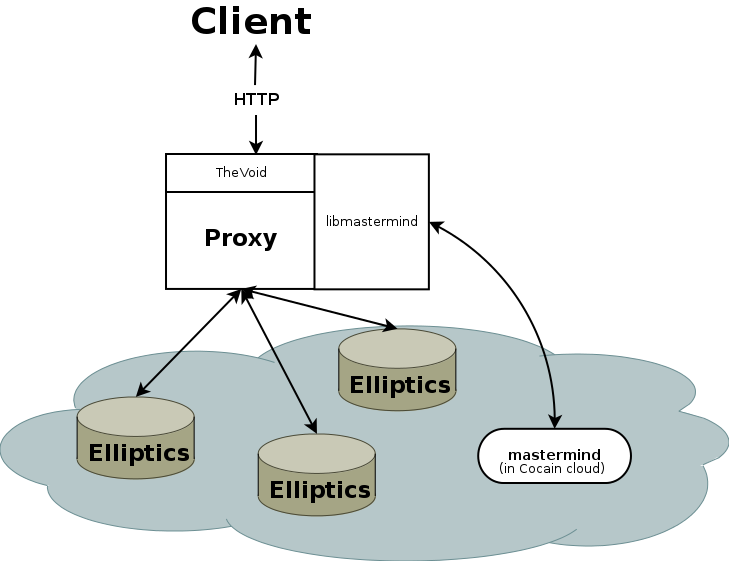 Client
HTTP
TheVoid
libmastermind
Proxy
Elliptics
Elliptics
mastermind
(in Cocain cloud)
Elliptics